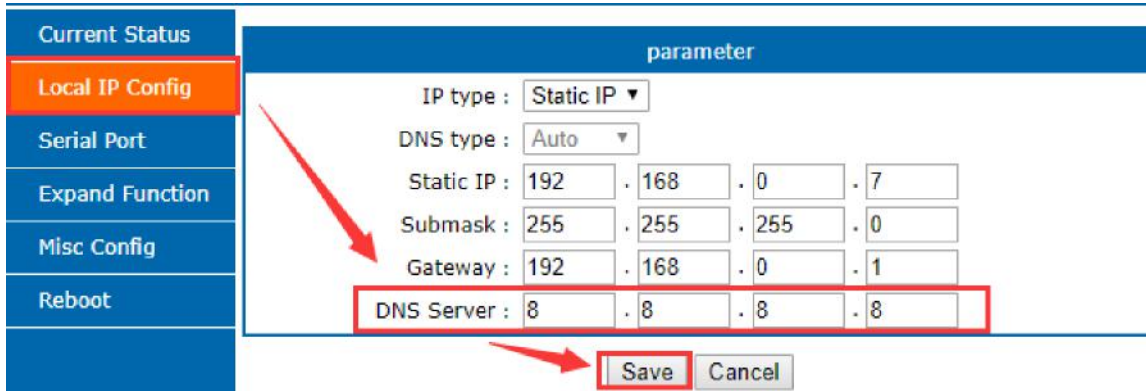 Current Status
Local IP Config
Serial Port
Expand Function
Misc Config
Reboot
parameter
IP type : Static IP ▼
DNS type : Auto ▼
Static IP : 192 . 168 . 0 . 7
Submask : 255 . 255 . 255 . 0
Gateway : 192 . 168 . 0 . 1
DNS Server : 8 . 8 . 8 . 8
Save Cancel